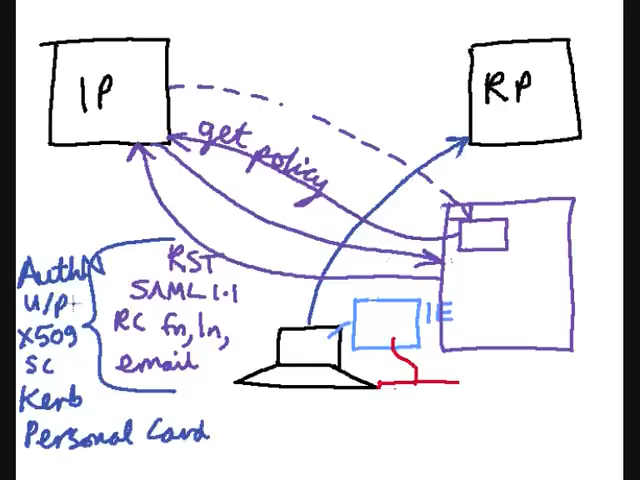 IP
RP
get policy
IE
RST
SAML 1.1
RC fn, ln,
email
AuthN
U/P
X509
SC
Kerb
Personal Card